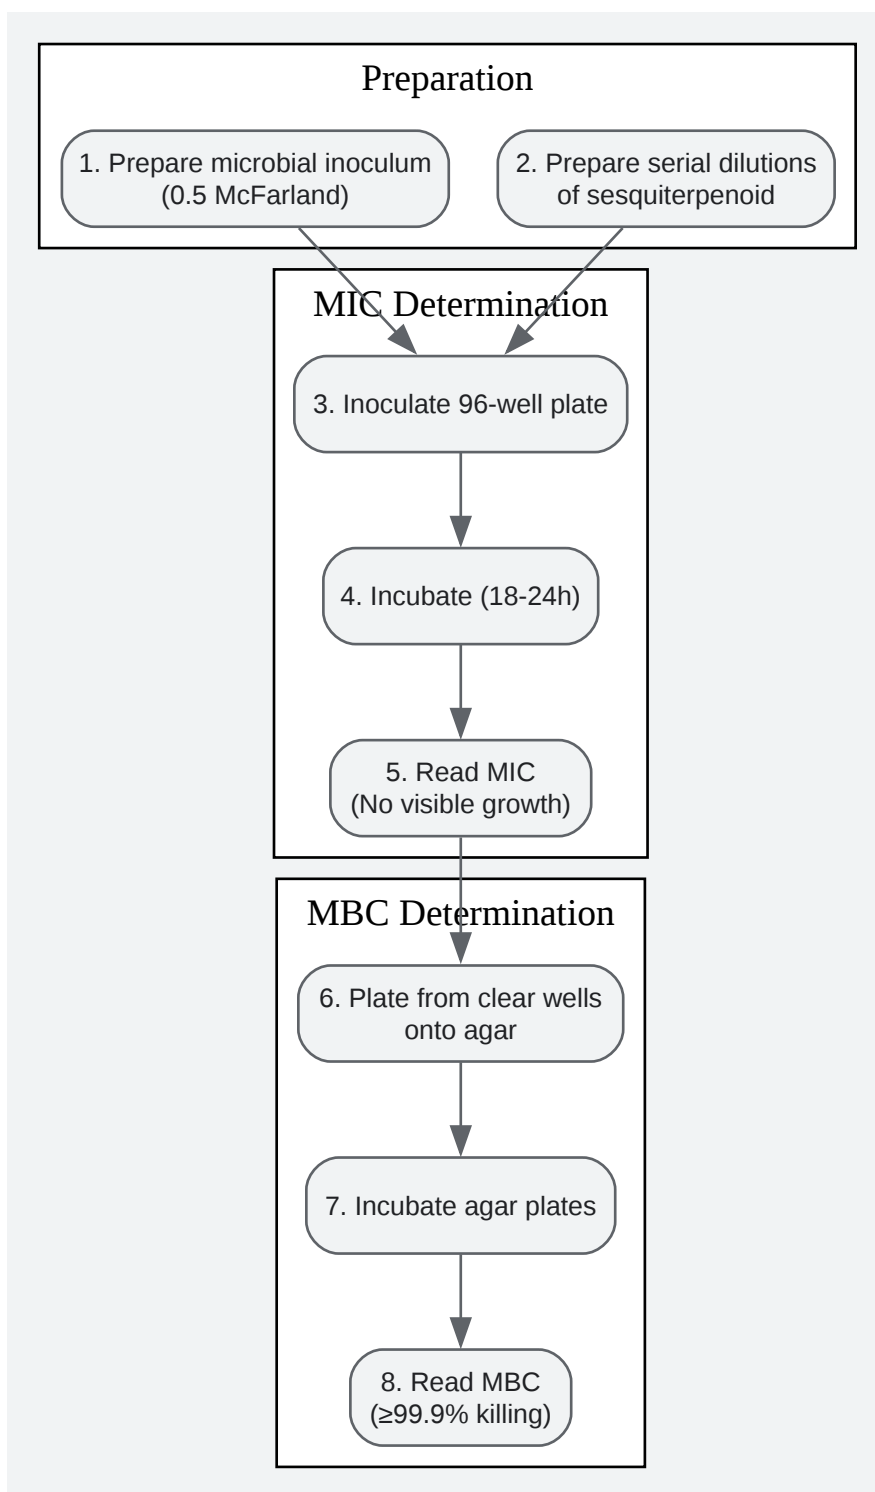 Preparation
1. Prepare microbial inoculum
(0.5 McFarland)
2. Prepare serial dilutions
of sesquiterpenoid
MIC Determination
3. Inoculate 96-well plate
4. Incubate (18-24h)
5. Read MIC
(No visible growth)
MBC Determination
6. Plate from clear wells
onto agar
7. Incubate agar plates
8. Read MBC
(≥99.9% killing)